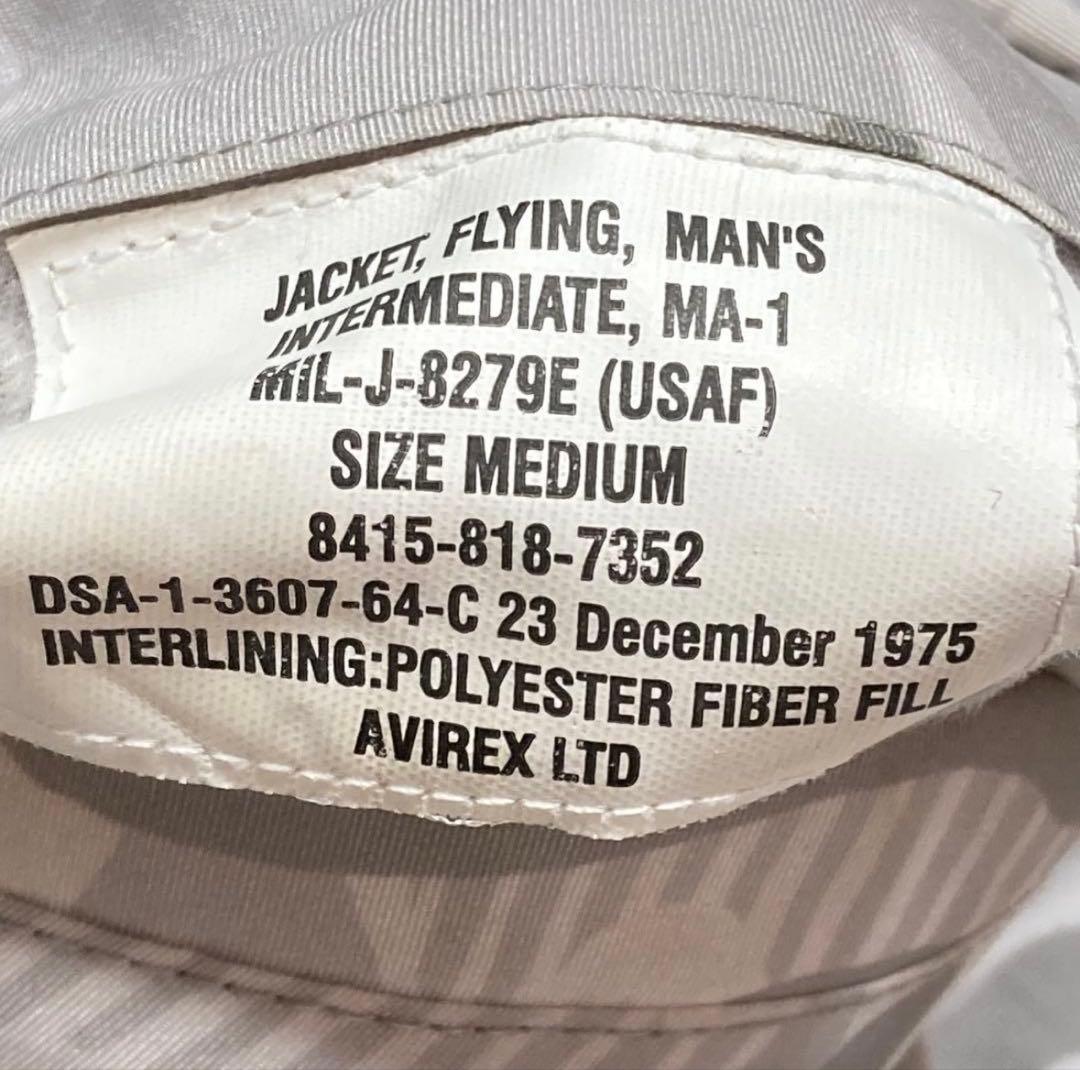 JACKET, FLYING, MAN'S
INTERMEDIATE, MA-1
MIL-J-8279E (USAF)
SIZE MEDIUM
8415-818-7352
DSA-1-3607-64-C 23 December 1975
INTERLINING:POLYESTER FIBER FILL
AVIREX LTD